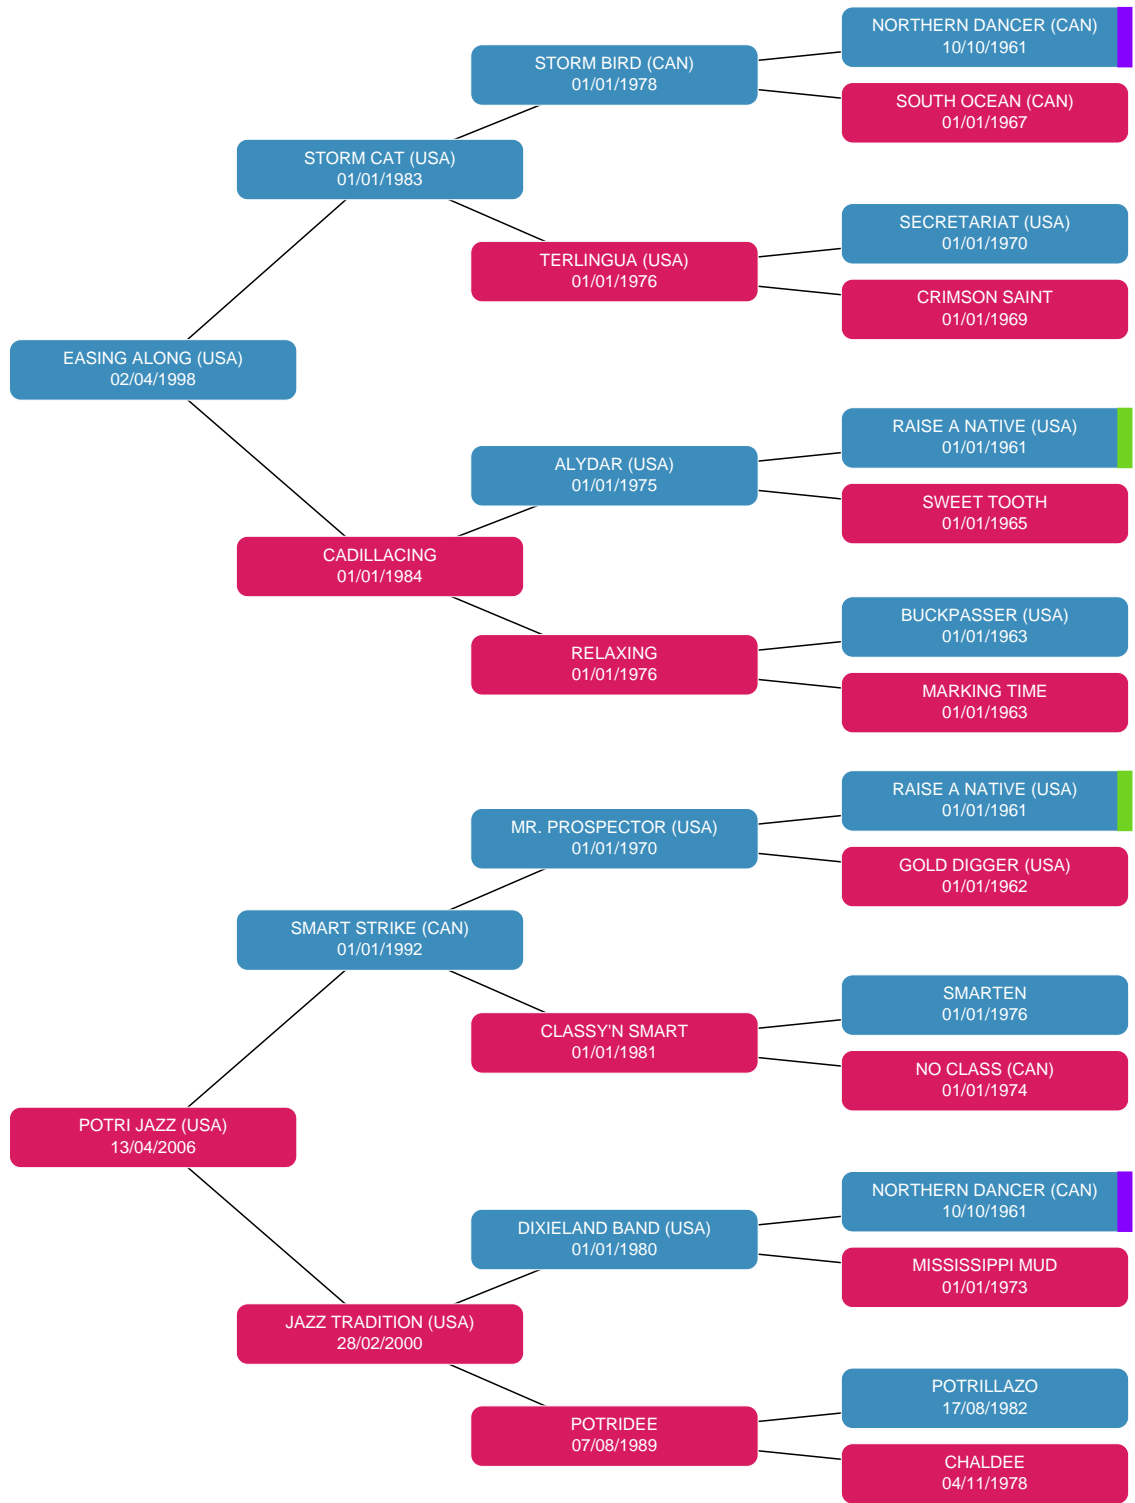 NORTHERN DANCER (CAN)
10/10/1961
STORM BIRD (CAN)
01/01/1978
SOUTH OCEAN (CAN)
01/01/1967
STORM CAT (USA)
01/01/1983
SECRETARIAT (USA)
01/01/1970
TERLINGUA (USA)
01/01/1976
CRIMSON SAINT
01/01/1969
EASING ALONG (USA)
02/04/1998
RAISE A NATIVE (USA)
01/01/1961
ALYDAR (USA)
01/01/1975
SWEET TOOTH
01/01/1965
CADILLACING
01/01/1984
BUCKPASSER (USA)
01/01/1963
RELAXING
01/01/1976
MARKING TIME
01/01/1963
RAISE A NATIVE (USA)
01/01/1961
MR. PROSPECTOR (USA)
01/01/1970
GOLD DIGGER (USA)
01/01/1962
SMART STRIKE (CAN)
01/01/1992
SMARTEN
01/01/1976
CLASSY'N SMART
01/01/1981
NO CLASS (CAN)
01/01/1974
POTRI JAZZ (USA)
13/04/2006
NORTHERN DANCER (CAN)
10/10/1961
DIXIELAND BAND (USA)
01/01/1980
MISSISSIPPI MUD
01/01/1973
JAZZ TRADITION (USA)
28/02/2000
POTRILLAZO
17/08/1982
POTRIDEE
07/08/1989
CHALDEE
04/11/1978